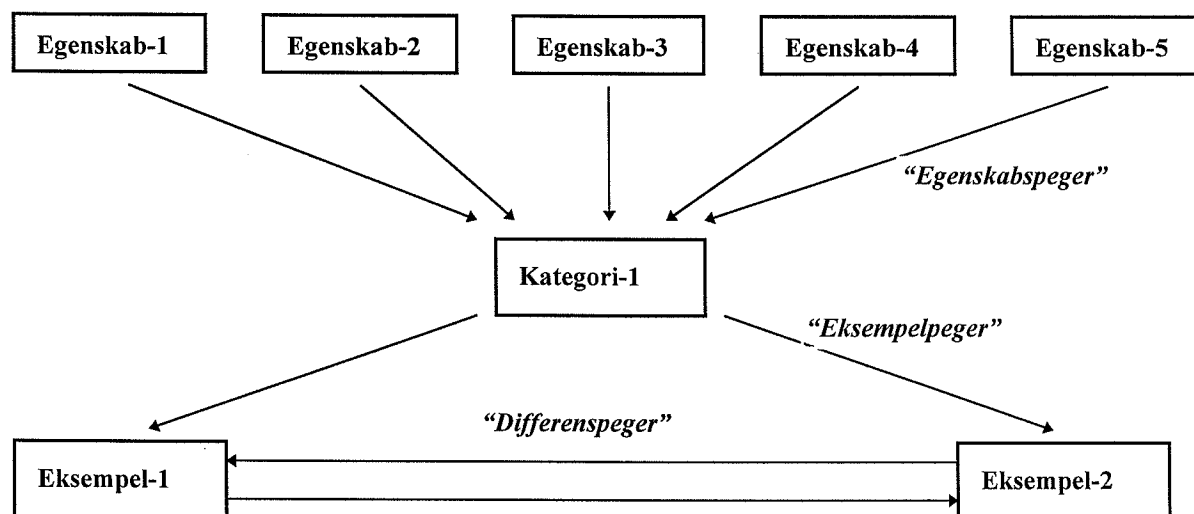 Egenskab-1 Egenskab-2 Egenskab-3 Egenskab-4 Egenskab-5
“Egenskabspeger”
Kategori-1
“Eksempelpeger”
“Differenspeger”
Eksempel-1 Eksempel-2